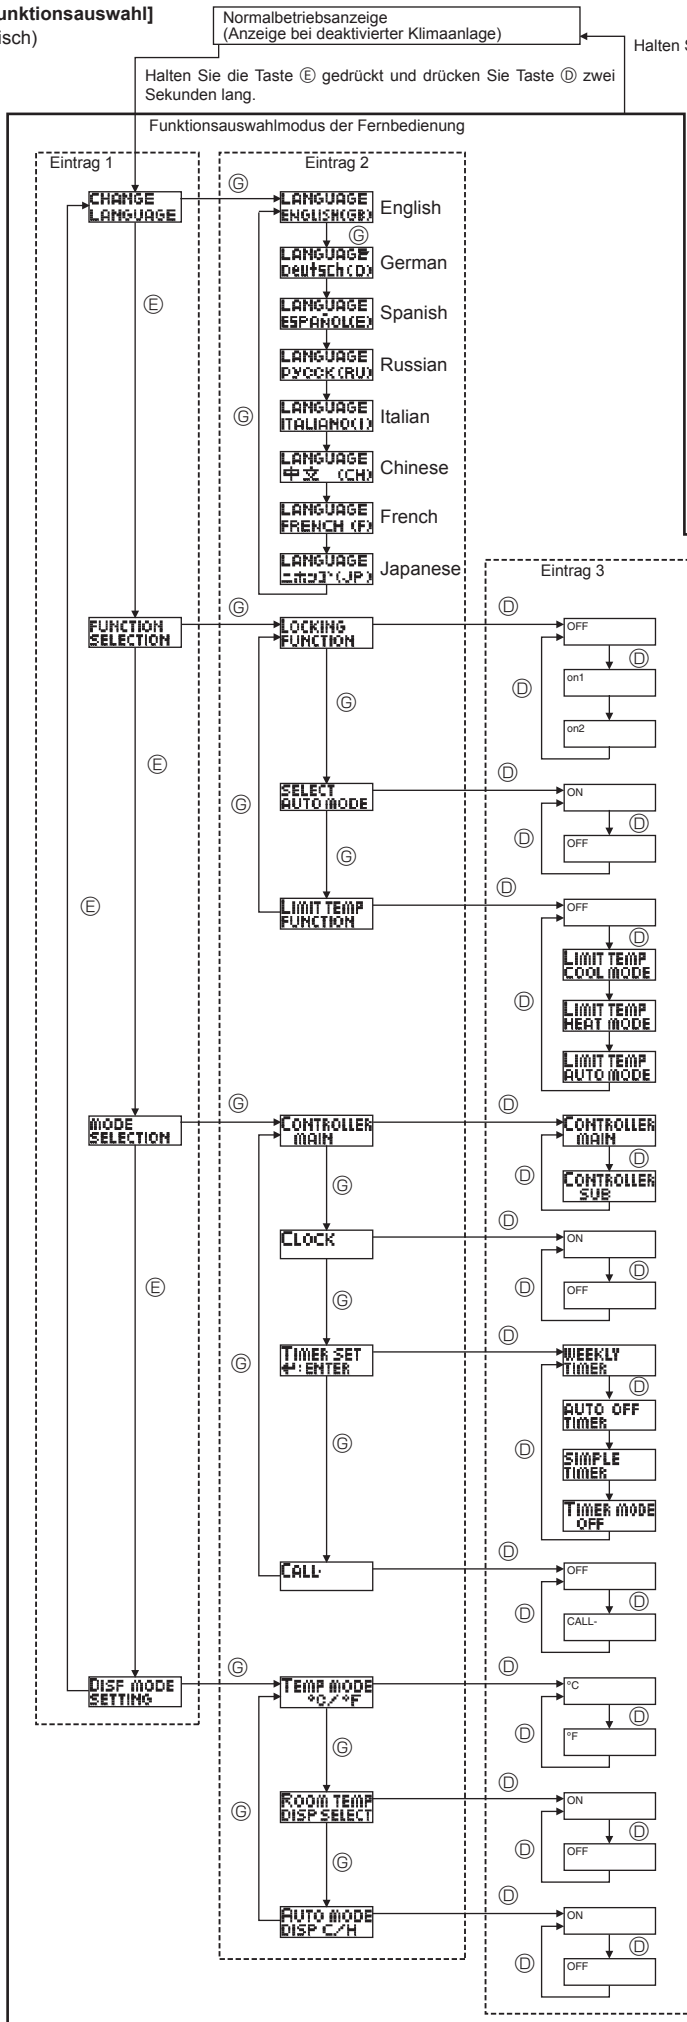 unktionsauswahl]
isch)
Normalbetriebsanzeige
(Anzeige bei deaktivierter Klimaanlage)
Halten S
Halten Sie die Taste Ⓔ gedrückt und drücken Sie Taste Ⓓ zwei
Sekunden lang.
Funktionsauswahlmodus der Fernbedienung
Eintrag 1
Eintrag 2
CHANGE
LANGUAGE
Ⓖ
LANGUAGE
ENGLISH(GB)
English
Ⓖ
LANGUAGE
Deutsch(D)
German
Ⓔ
LANGUAGE
ESPAÑOL(E)
Spanish
LANGUAGE
РУССК(RU)
Russian
Ⓖ
LANGUAGE
ITALIANO(I)
Italian
LANGUAGE
中文 (CH)
Chinese
LANGUAGE
FRENCH (F)
French
LANGUAGE
ニホンゴ(JP)
Japanese
Eintrag 3
FUNCTION
SELECTION
Ⓖ
LOCKING
FUNCTION
Ⓓ
OFF
Ⓓ
on1
Ⓓ
on2
Ⓖ
Ⓔ
SELECT
AUTO MODE
Ⓓ
ON
Ⓖ
Ⓓ
Ⓓ
OFF
Ⓖ
Ⓔ
LIMIT TEMP
FUNCTION
Ⓓ
OFF
Ⓓ
LIMIT TEMP
COOL MODE
Ⓓ
LIMIT TEMP
HEAT MODE
LIMIT TEMP
AUTO MODE
MODE
SELECTION
Ⓖ
CONTROLLER
MAIN
Ⓓ
CONTROLLER
MAIN
Ⓓ
Ⓓ
CONTROLLER
SUB
Ⓖ
CLOCK
Ⓓ
ON
Ⓓ
Ⓓ
OFF
Ⓔ
Ⓖ
Ⓖ
TIMER SET
↵: ENTER
Ⓓ
WEEKLY
TIMER
Ⓓ
AUTO OFF
TIMER
Ⓓ
SIMPLE
TIMER
TIMER MODE
OFF
Ⓖ
CALL-
Ⓓ
OFF
Ⓓ
Ⓓ
CALL-
DISP MODE
SETTING
Ⓖ
TEMP MODE
°C/°F
Ⓓ
°C
Ⓓ
Ⓓ
°F
Ⓖ
ROOM TEMP
DISP SELECT
Ⓓ
ON
Ⓖ
Ⓓ
Ⓓ
OFF
Ⓖ
AUTO MODE
DISP C/H
Ⓓ
ON
Ⓓ
Ⓓ
OFF